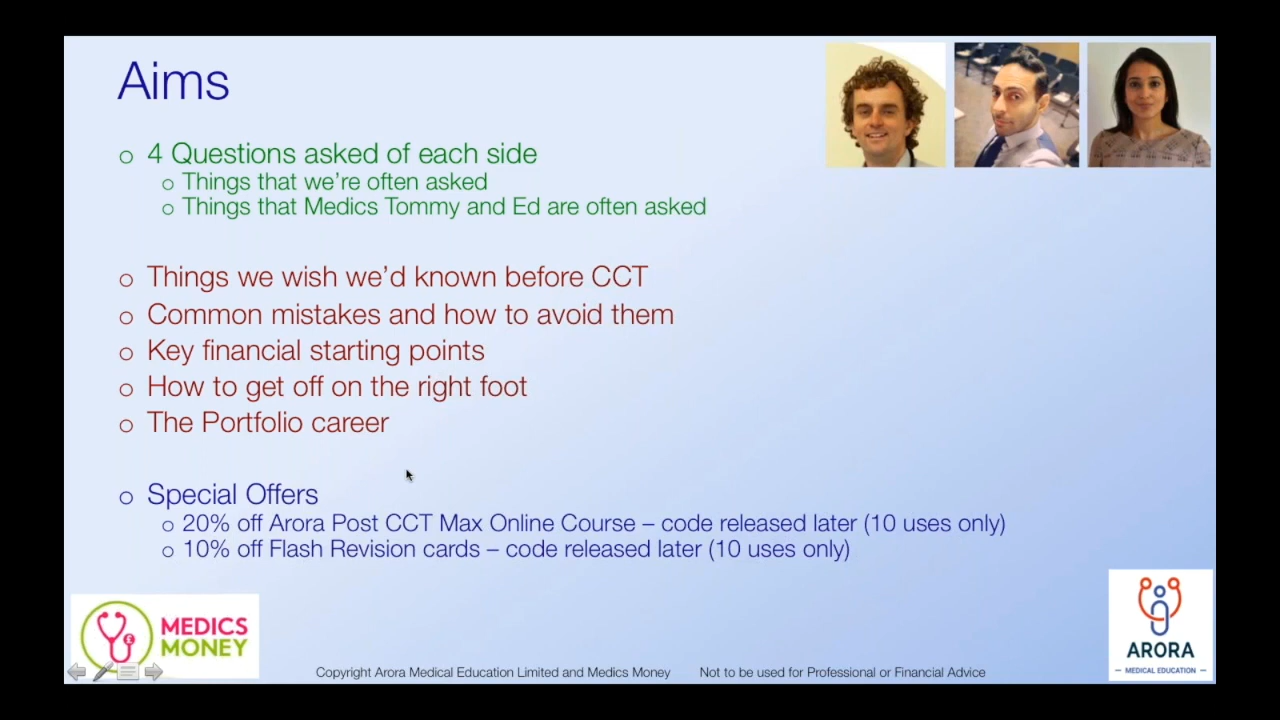 Aims
4 Questions asked of each side
Things that we're often asked
Things that Medics Tommy and Ed are often asked
Things we wish we'd known before CCT
Common mistakes and how to avoid them
Key financial starting points
How to get off on the right foot
The Portfolio career
Special Offers
20% off Arora Post CCT Max Online Course – code released later (10 uses only)
10% off Flash Revision cards – code released later (10 uses only)
MEDICS
MONEY
Copyright Arora Medical Education Limited and Medics Money Not to be used for Professional or Financial Advice
ARORA
– MEDICAL EDUCATION –